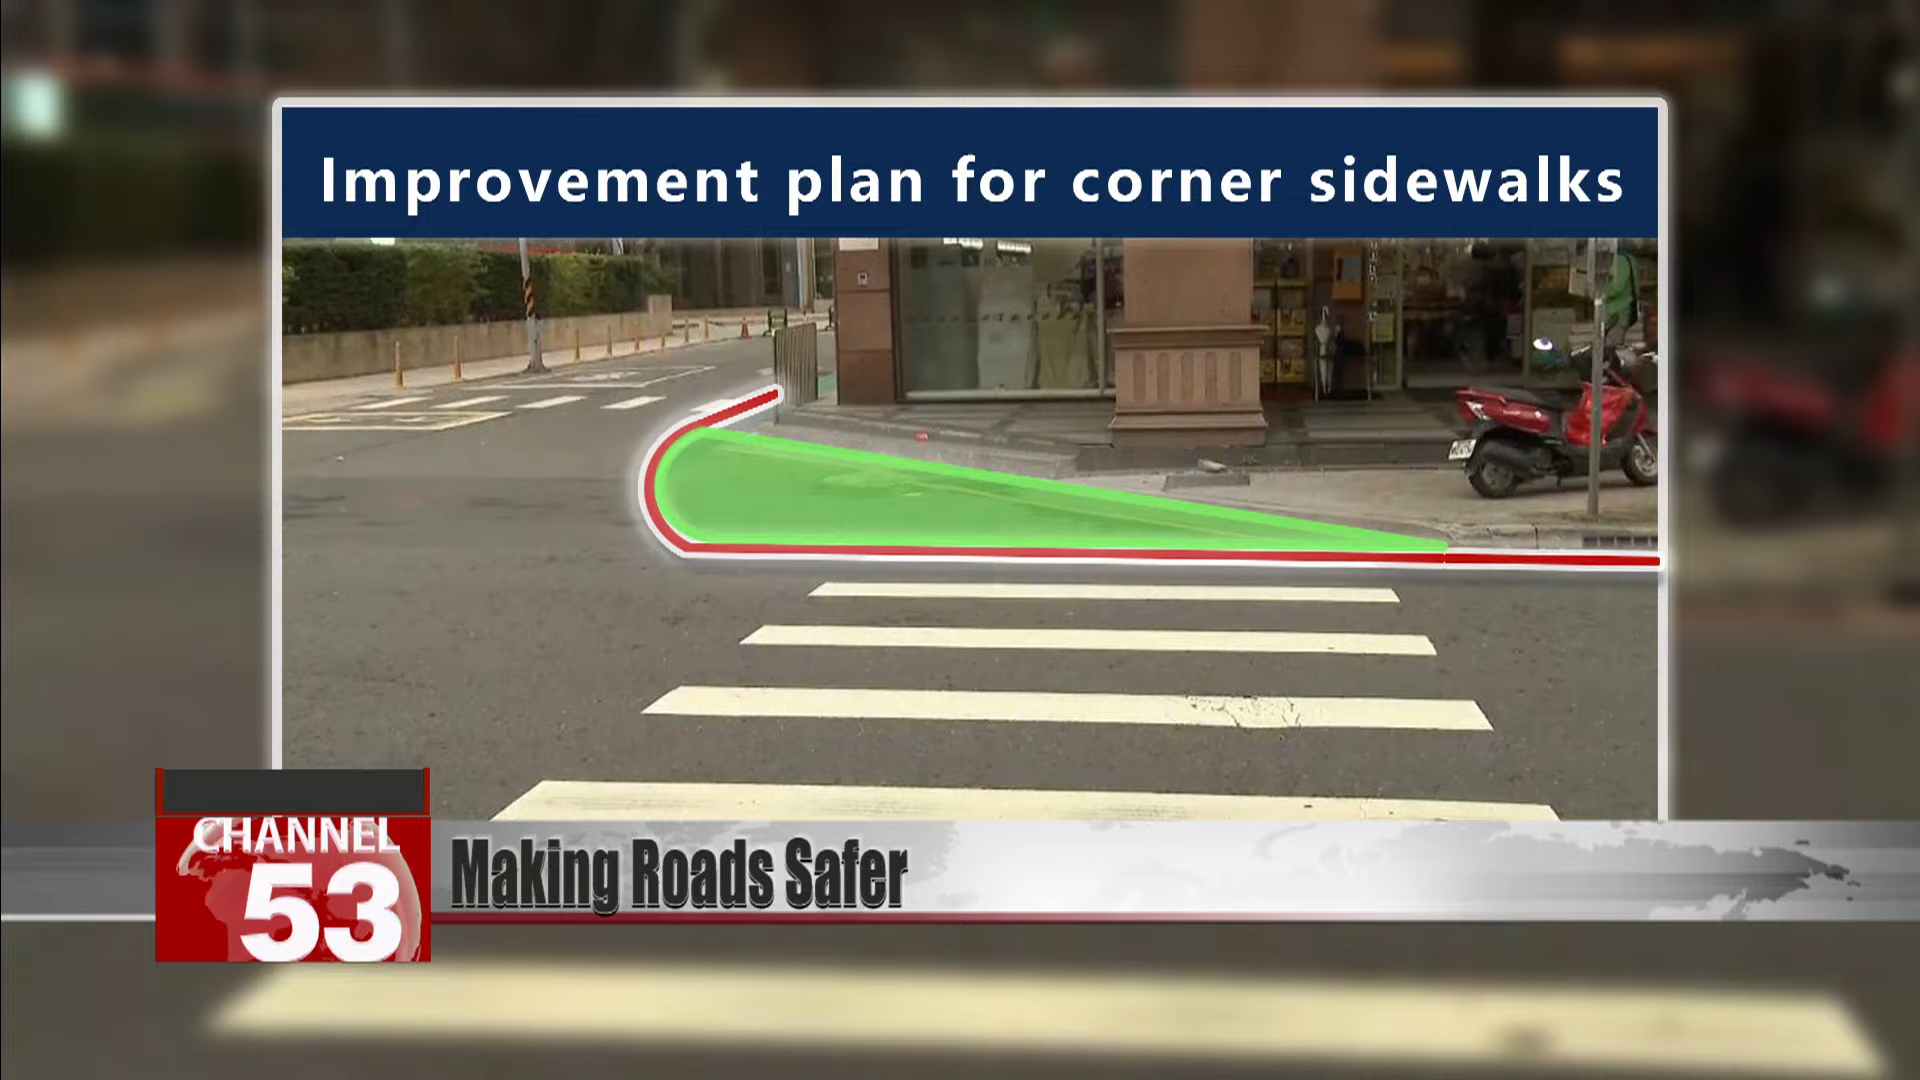 Improvement plan for corner sidewalks
CHANNEL
53
Making Roads Safer